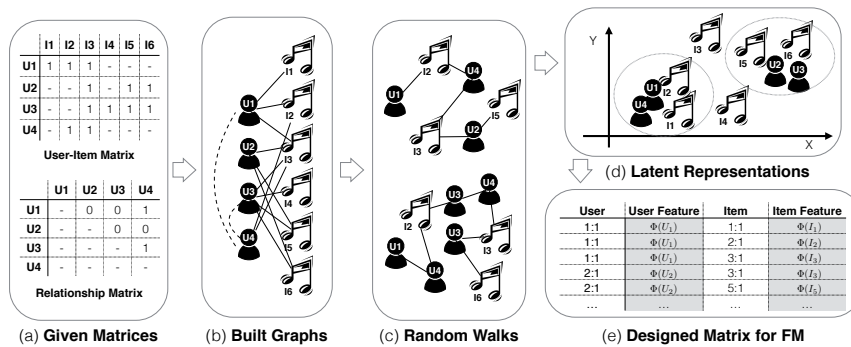 I1 I2 I3 I4 I5 I6
U1 1 1 1 - - -
U2 - - 1 - 1 1
U3 - - 1 1 1 1
U4 - 1 1 - - -
User-Item Matrix
U1 U2 U3 U4
U1 - 0 0 1
U2 - - 0 0
U3 - - - 1
U4 - - - -
Relationship Matrix
(a) Given Matrices
I1
U1
I2
U2
I3
U3
I4
U4
I5
I6
(b) Built Graphs
I2
U4
U1
I5
I3
U2
U3
U4
I2
U1
U3
I3
U4
I6
(c) Random Walks
Y
I3
I5
I6
U2
U3
U1
I2
U4
I1
I4
X
(d) Latent Representations
User User Feature Item Item Feature
1:1 Φ(U₁) 1:1 Φ(I₁)
1:1 Φ(U₁) 2:1 Φ(I₂)
1:1 Φ(U₁) 3:1 Φ(I₃)
2:1 Φ(U₂) 3:1 Φ(I₃)
2:1 Φ(U₂) 5:1 Φ(I₅)
... ... ... ...
(e) Designed Matrix for FM